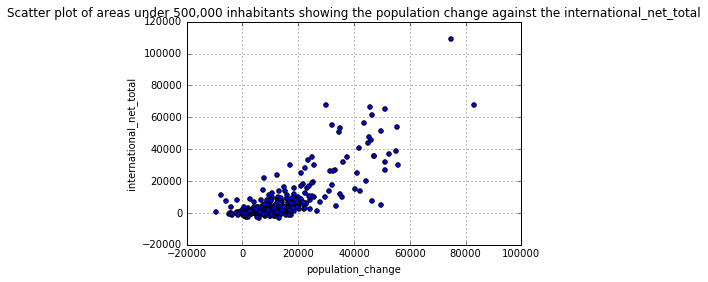 Scatter plot of areas under 500,000 inhabitants showing the population change against the international_net_total
120000
100000
80000
60000
40000
20000
0
−20000
international_net_total
−20000 0 20000 40000 60000 80000 100000
population_change